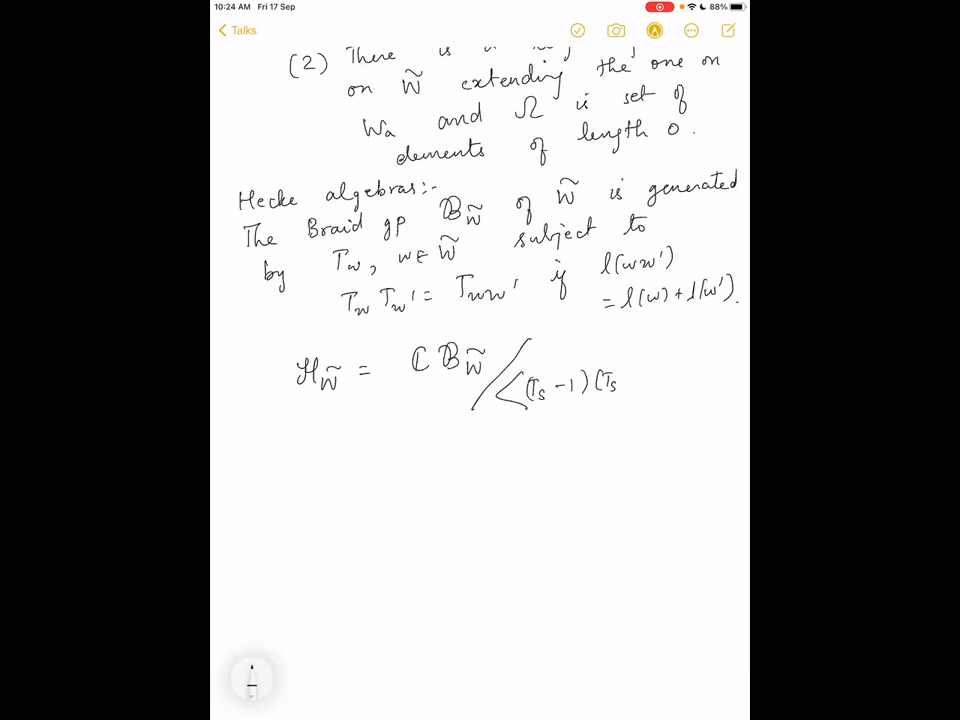 10:24 AM Fri 17 Sep
88%
Talks
(2) There is a
on W̃ extending the one on
Wₐ and Ω is set of
elements of length 0.
Hecke algebras:-
The Braid gp 𝔹_W̃ of W̃ is generated
by T_w, w ∈ W̃ subject to
T_w T_w' = T_ww' if l(ww')
= l(w) + l(w').
ℋ_W̃ = ℂ 𝔹_W̃ / <(T_s -1) (T_s